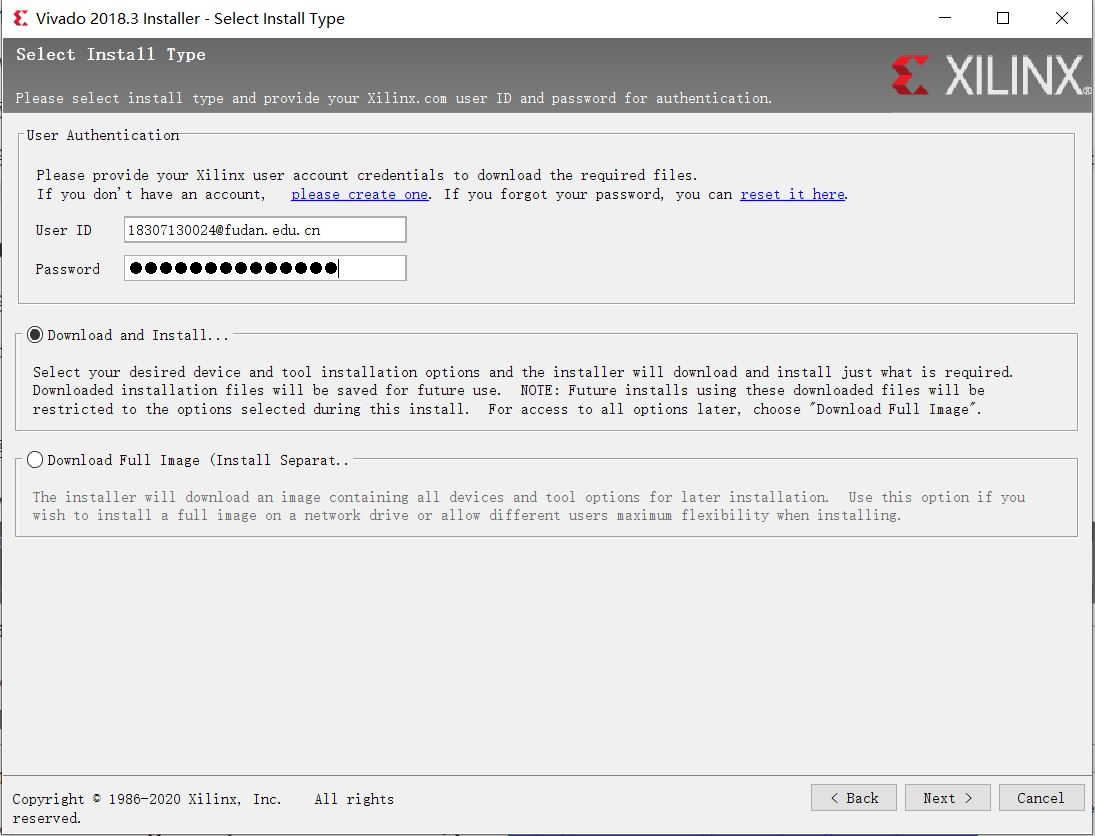 Vivado 2018.3 Installer - Select Install Type
Select Install Type
Please select install type and provide your Xilinx.com user ID and password for authentication.
XILINX®
User Authentication
Please provide your Xilinx user account credentials to download the required files.
If you don't have an account, please create one. If you forgot your password, you can reset it here.
User ID 18307130024@fudan.edu.cn
Password ●●●●●●●●●●●●●●
Download and Install...
Select your desired device and tool installation options and the installer will download and install just what is required.
Downloaded installation files will be saved for future use. NOTE: Future installs using these downloaded files will be
restricted to the options selected during this install. For access to all options later, choose "Download Full Image".
Download Full Image (Install Separat..
The installer will download an image containing all devices and tool options for later installation. Use this option if you
wish to install a full image on a network drive or allow different users maximum flexibility when installing.
Copyright © 1986-2020 Xilinx, Inc. All rights
reserved.
< Back Next > Cancel